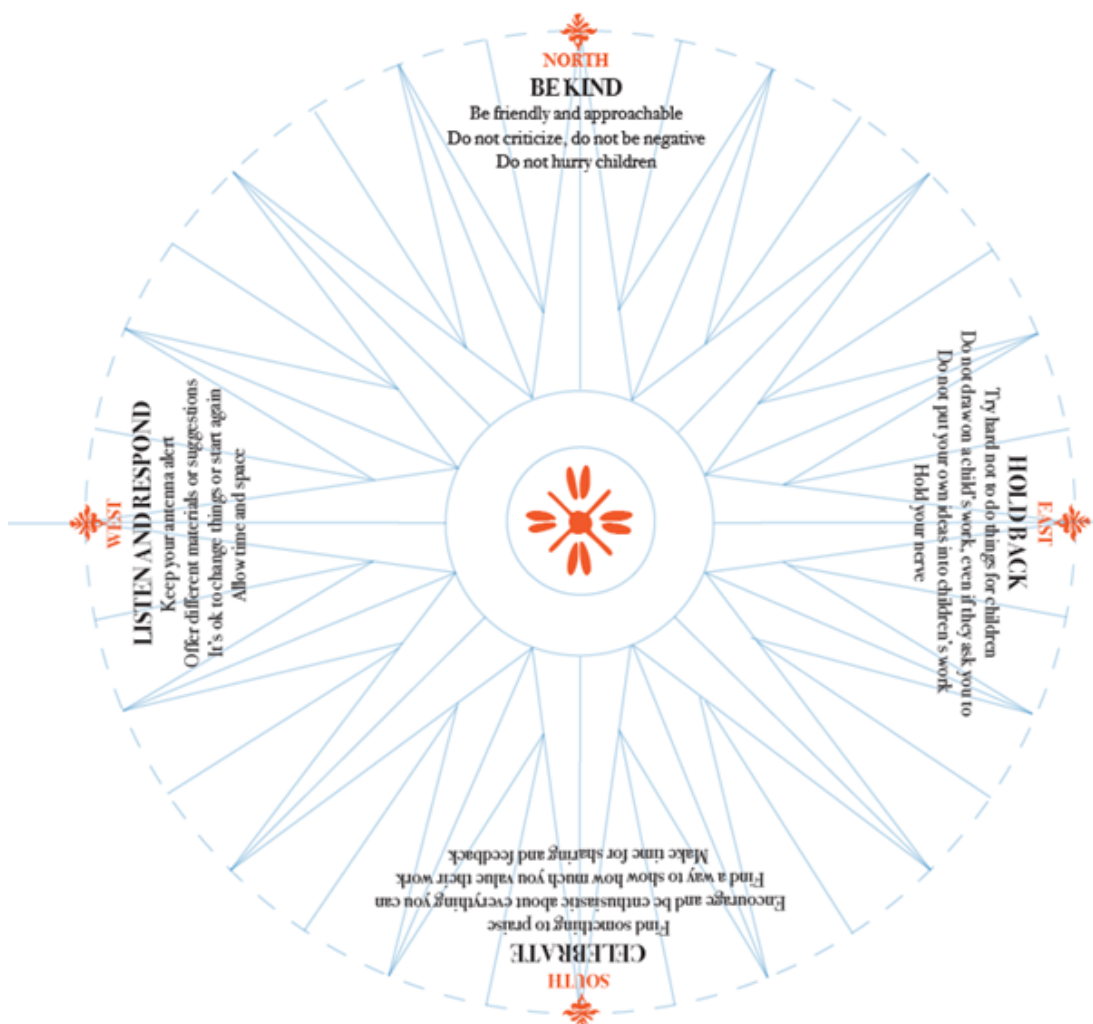 NORTH
BE KIND
Be friendly and approachable
Do not criticize, do not be negative
Do not hurry children
EAST
HOLD BACK
Try hard not to do things for children
Do not draw on a child's work, even if they ask you to
Do not put your own ideas into children's work
Hold your nerve
SOUTH
CELEBRATE
Find something to praise
Encourage and be enthusiastic about everything you can
Find a way to show how much you value their work
Make time for sharing and feedback
WEST
LISTEN AND RESPOND
Keep your antenna alert
Offer different materials or suggestions
It's ok to change things or start again
Allow time and space